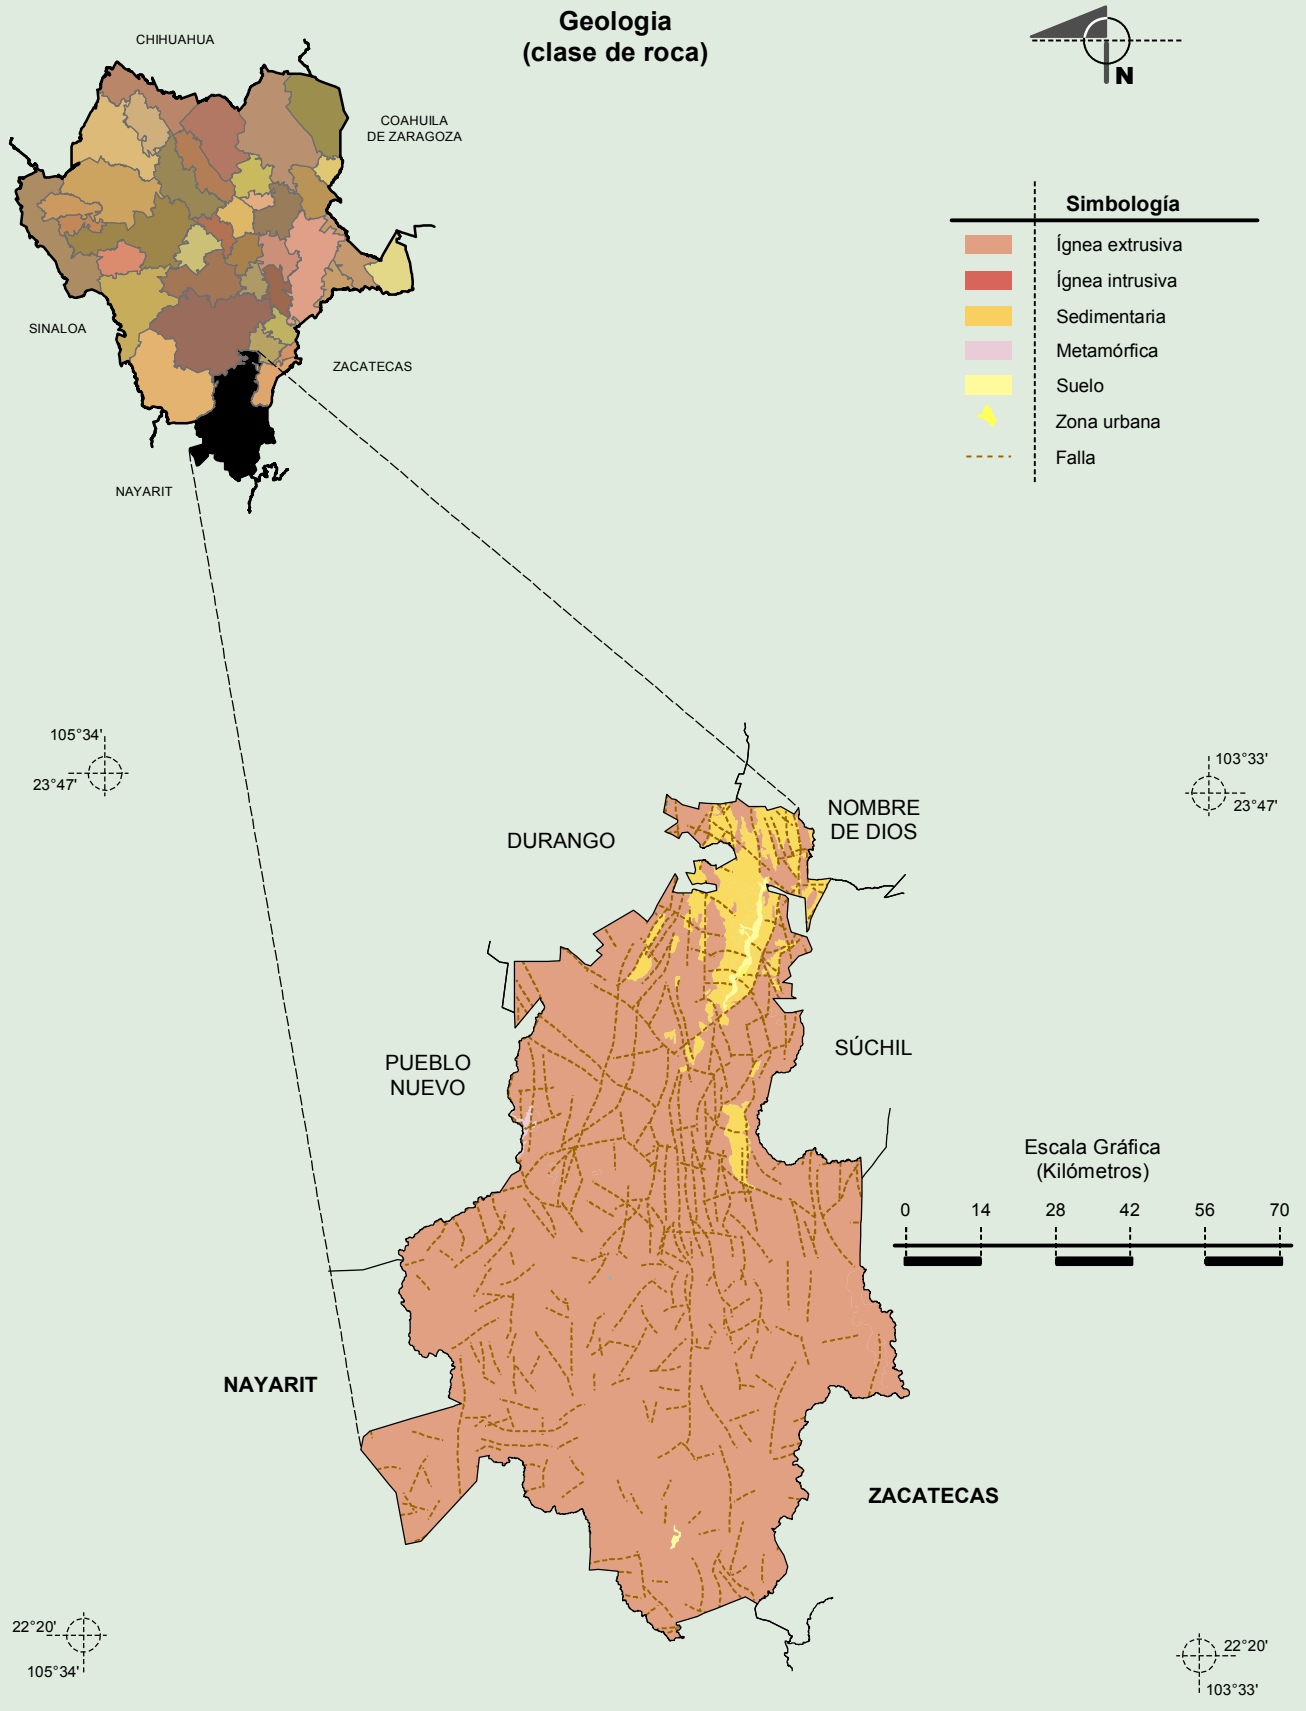 Geologia
(clase de roca)
N
CHIHUAHUA
COAHUILA
DE ZARAGOZA
SINALOA
ZACATECAS
NAYARIT
Simbología
Ígnea extrusiva
Ígnea intrusiva
Sedimentaria
Metamórfica
Suelo
Zona urbana
Falla
105°34'
23°47'
103°33'
23°47'
DURANGO
NOMBRE
DE DIOS
PUEBLO
NUEVO
SÚCHIL
Escala Gráfica
(Kilómetros)
0 14 28 42 56 70
NAYARIT
ZACATECAS
22°20'
105°34'
22°20'
103°33'